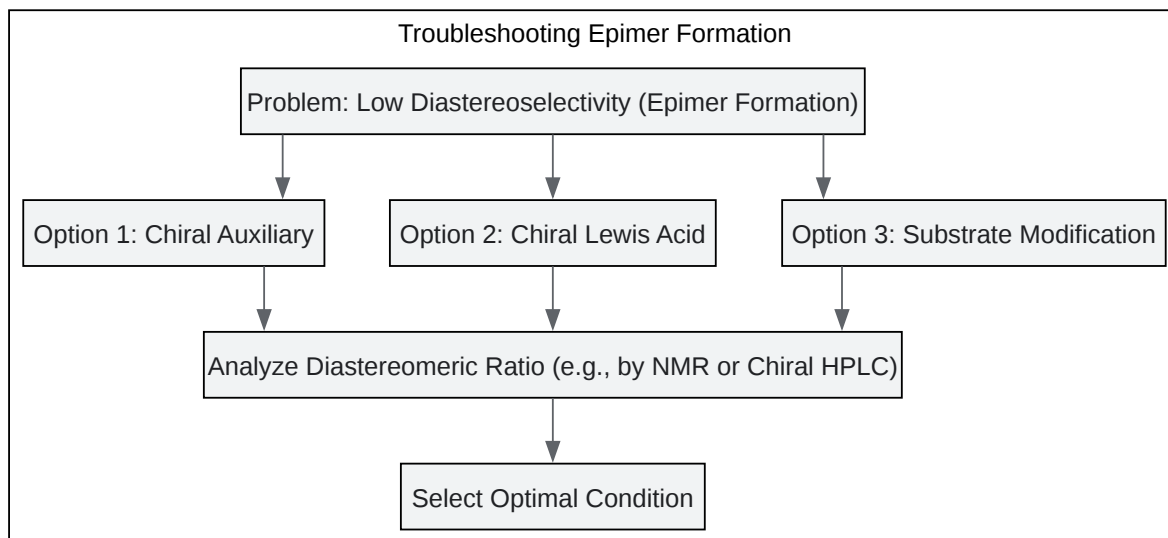 Troubleshooting Epimer Formation
Problem: Low Diastereoselectivity (Epimer Formation)
Option 1: Chiral Auxiliary
Option 2: Chiral Lewis Acid
Option 3: Substrate Modification
Analyze Diastereomeric Ratio (e.g., by NMR or Chiral HPLC)
Select Optimal Condition